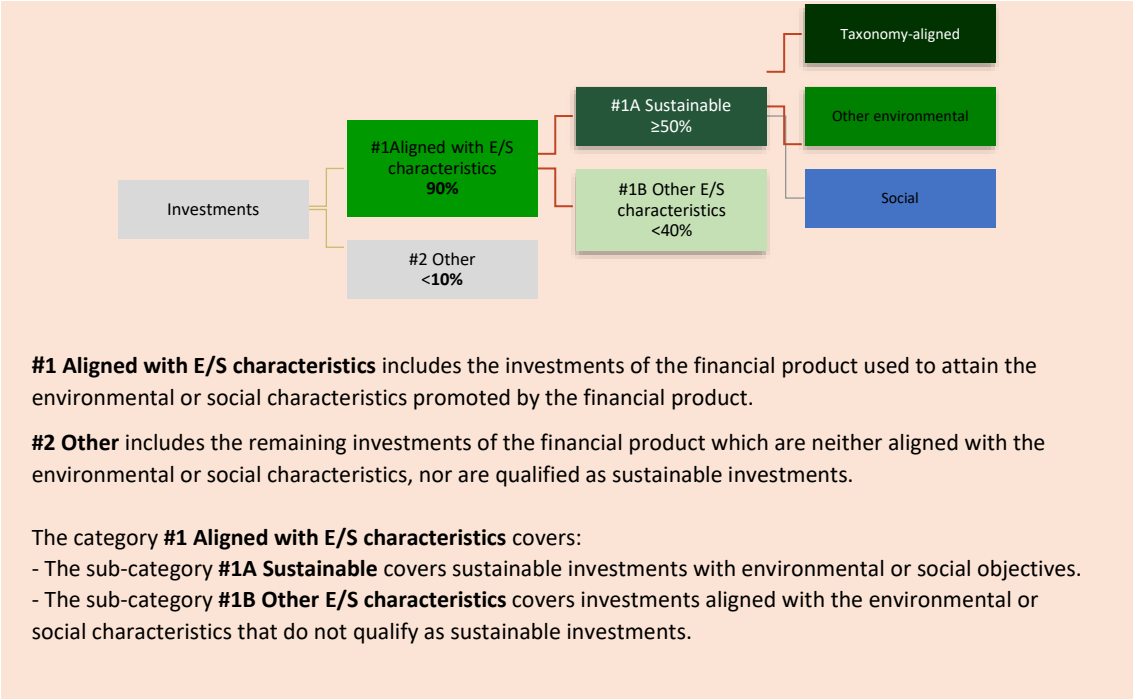 Taxonomy-aligned
#1A Sustainable
≥50%
Other environmental
#1Aligned with E/S
characteristics
90%
#1B Other E/S
characteristics
<40%
Social
Investments
#2 Other
<10%
#1 Aligned with E/S characteristics includes the investments of the financial product used to attain the
environmental or social characteristics promoted by the financial product.
#2 Other includes the remaining investments of the financial product which are neither aligned with the
environmental or social characteristics, nor are qualified as sustainable investments.
The category #1 Aligned with E/S characteristics covers:
- The sub-category #1A Sustainable covers sustainable investments with environmental or social objectives.
- The sub-category #1B Other E/S characteristics covers investments aligned with the environmental or
social characteristics that do not qualify as sustainable investments.